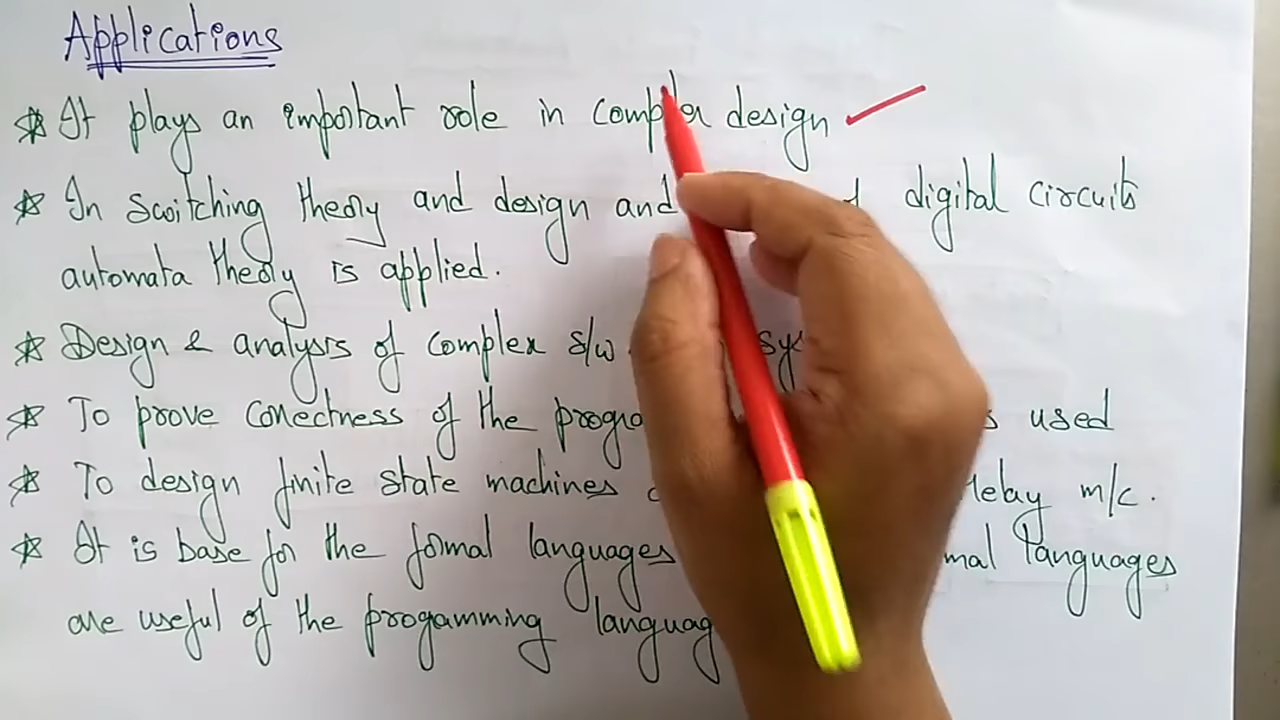 Applications
☆ It plays an important role in compiler design ✓
☆ In switching theory and design and of digital circuits
automata theory is applied.
☆ Design & analysis of complex s/w
☆ To prove correctness of the used
☆ To design finite state machines m/c.
☆ It is base for the formal languages languages
are useful of the progamming